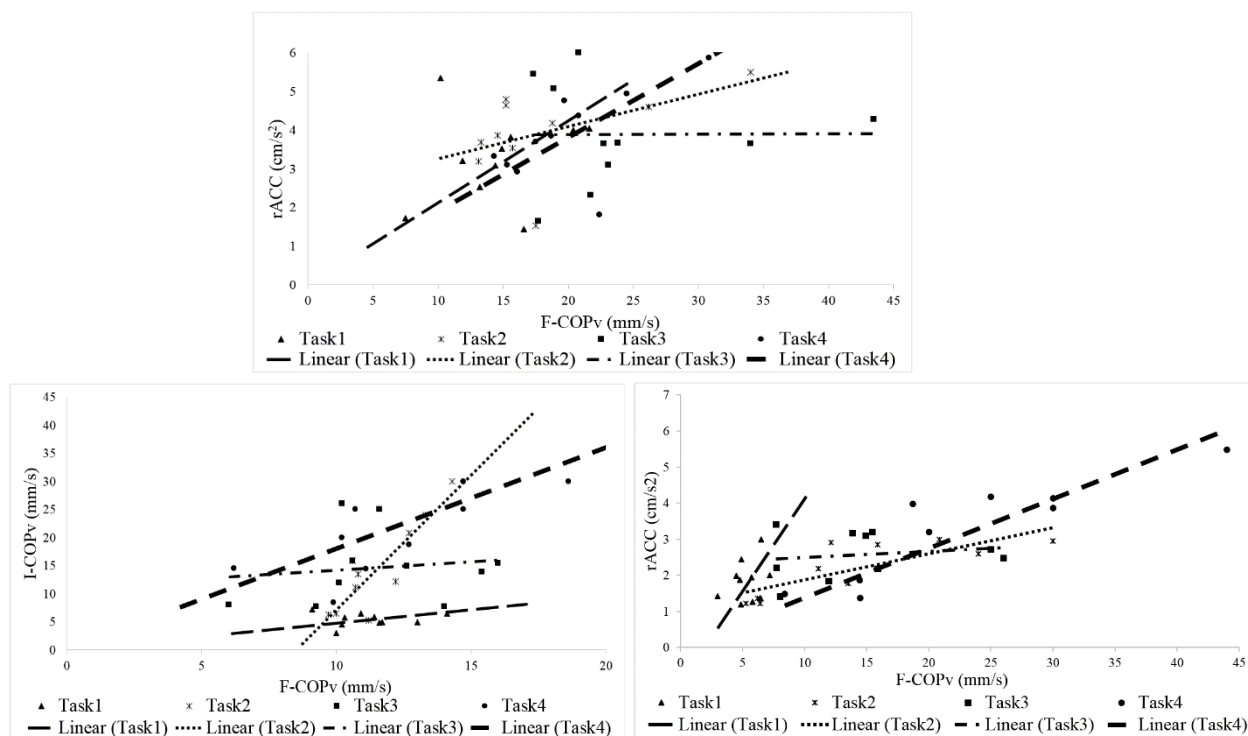 6
5
4
3
2
1
0
rACC (cm/s²)
0 5 10 15 20 25 30 35 40 45
F-COPv (mm/s)
Task1 Task2 Task3 Task4
Linear (Task1) Linear (Task2) Linear (Task3) Linear (Task4)
45
40
35
30
25
20
15
10
5
0
I-COPv (mm/s)
0 5 10 15 20
F-COPv (mm/s)
Task1 Task2 Task3 Task4
Linear (Task1) Linear (Task2) Linear (Task3) Linear (Task4)
7
6
5
4
3
2
1
0
rACC (cm/s2)
0 5 10 15 20 25 30 35 40 45
F-COPv (mm/s)
Task1 Task2 Task3 Task4
Linear (Task1) Linear (Task2) Linear (Task3) Linear (Task4)